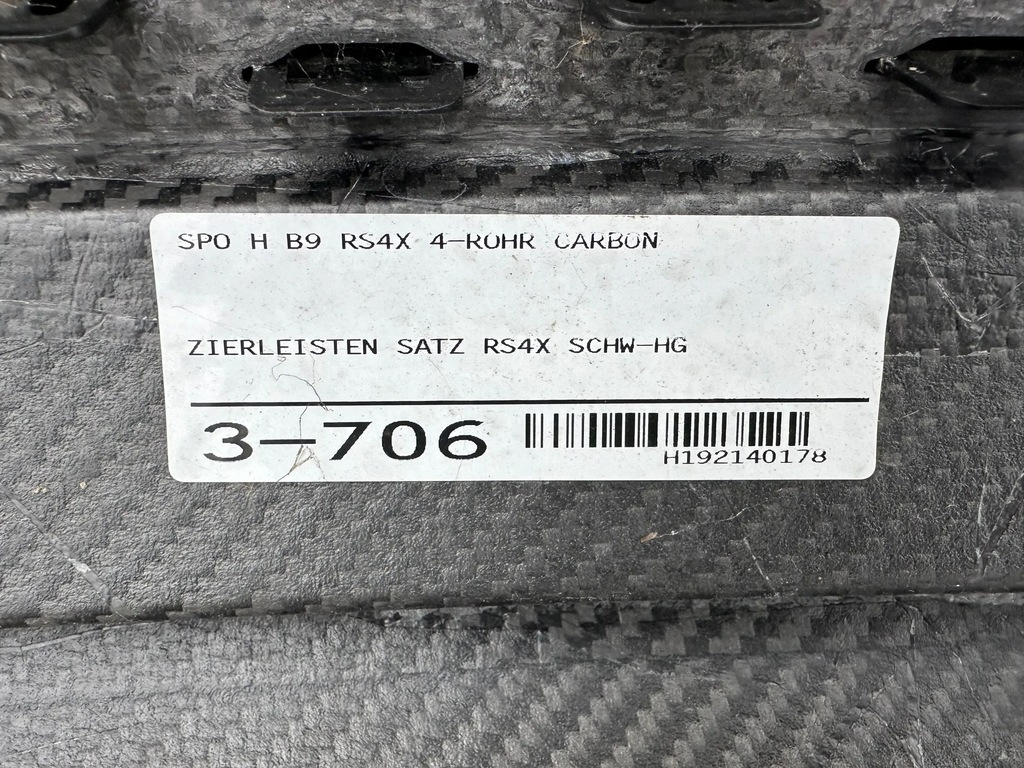 SPO H B9 RS4X 4-ROHR CARBON
ZIERLEISTEN SATZ RS4X SCHW-HG
3-706
H192140178